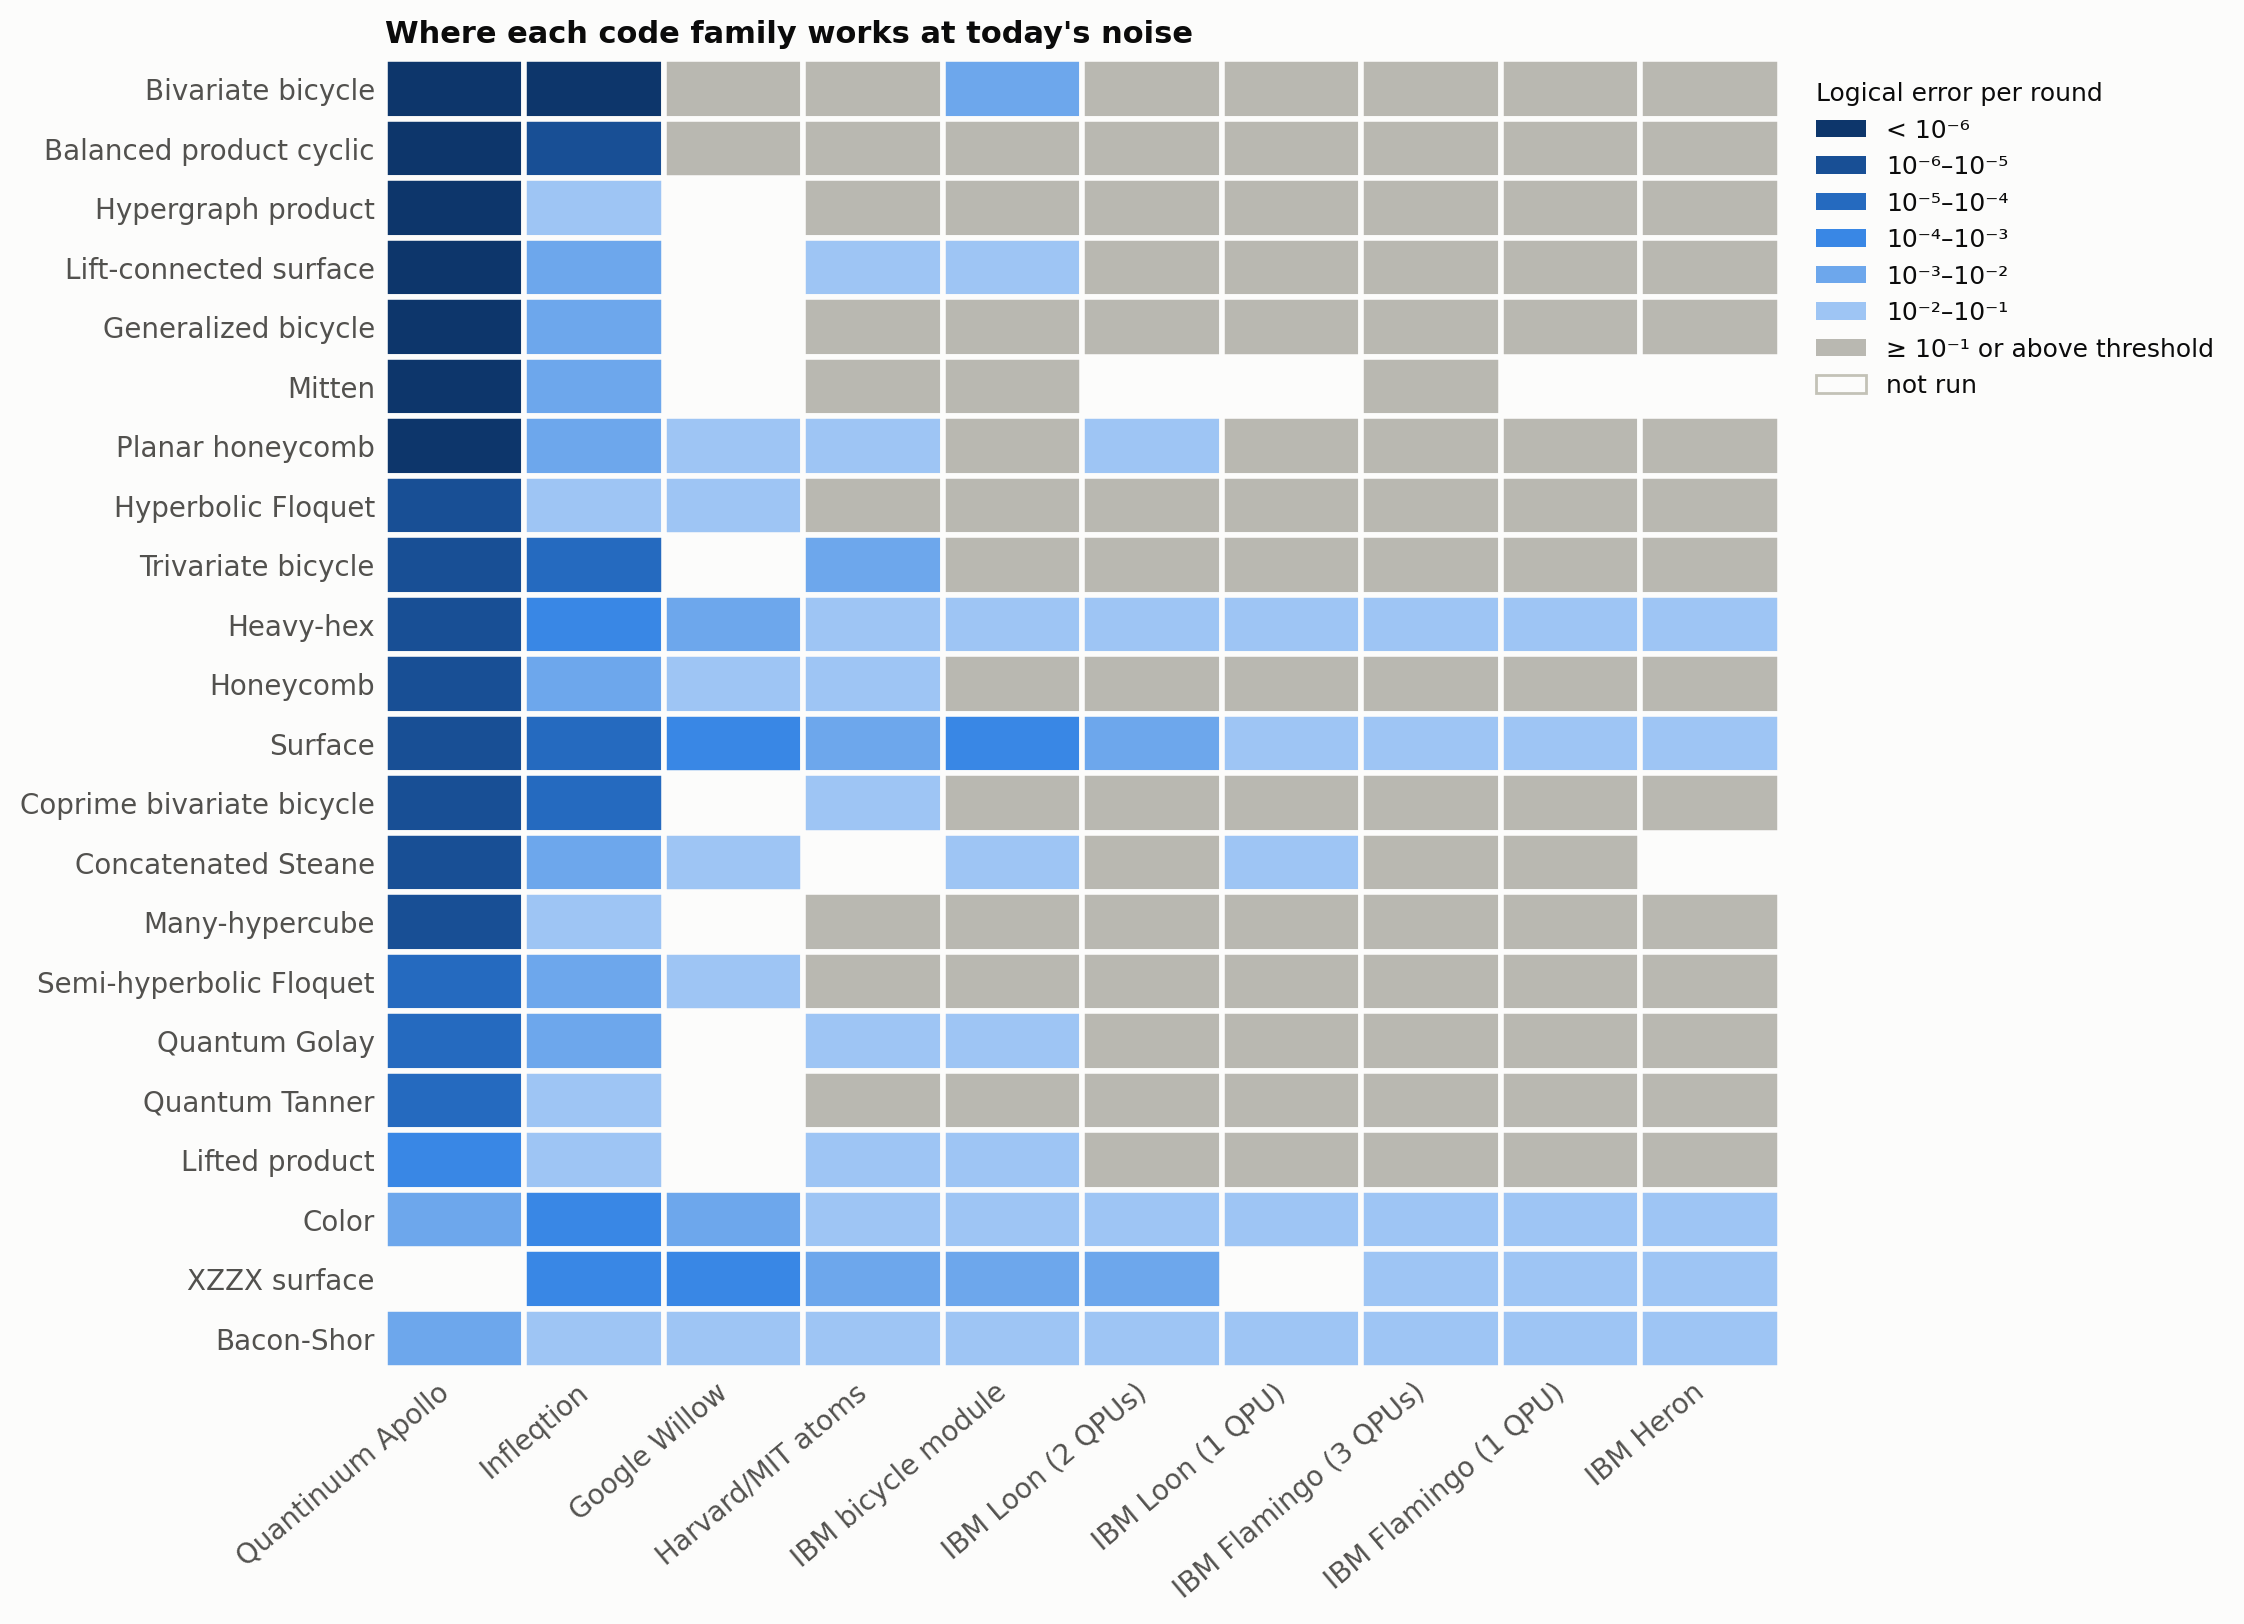 Where each code family works at today's noise
Bivariate bicycle
Balanced product cyclic
Hypergraph product
Lift-connected surface
Generalized bicycle
Mitten
Planar honeycomb
Hyperbolic Floquet
Trivariate bicycle
Heavy-hex
Honeycomb
Surface
Coprime bivariate bicycle
Concatenated Steane
Many-hypercube
Semi-hyperbolic Floquet
Quantum Golay
Quantum Tanner
Lifted product
Color
XZZX surface
Bacon-Shor
Quantinuum Apollo
Infleqtion
Google Willow
Harvard/MIT atoms
IBM bicycle module
IBM Loon (2 QPUs)
IBM Loon (1 QPU)
IBM Flamingo (3 QPUs)
IBM Flamingo (1 QPU)
IBM Heron
Logical error per round
< 10⁻⁶
10⁻⁶–10⁻⁵
10⁻⁵–10⁻⁴
10⁻⁴–10⁻³
10⁻³–10⁻²
10⁻²–10⁻¹
≥ 10⁻¹ or above threshold
not run